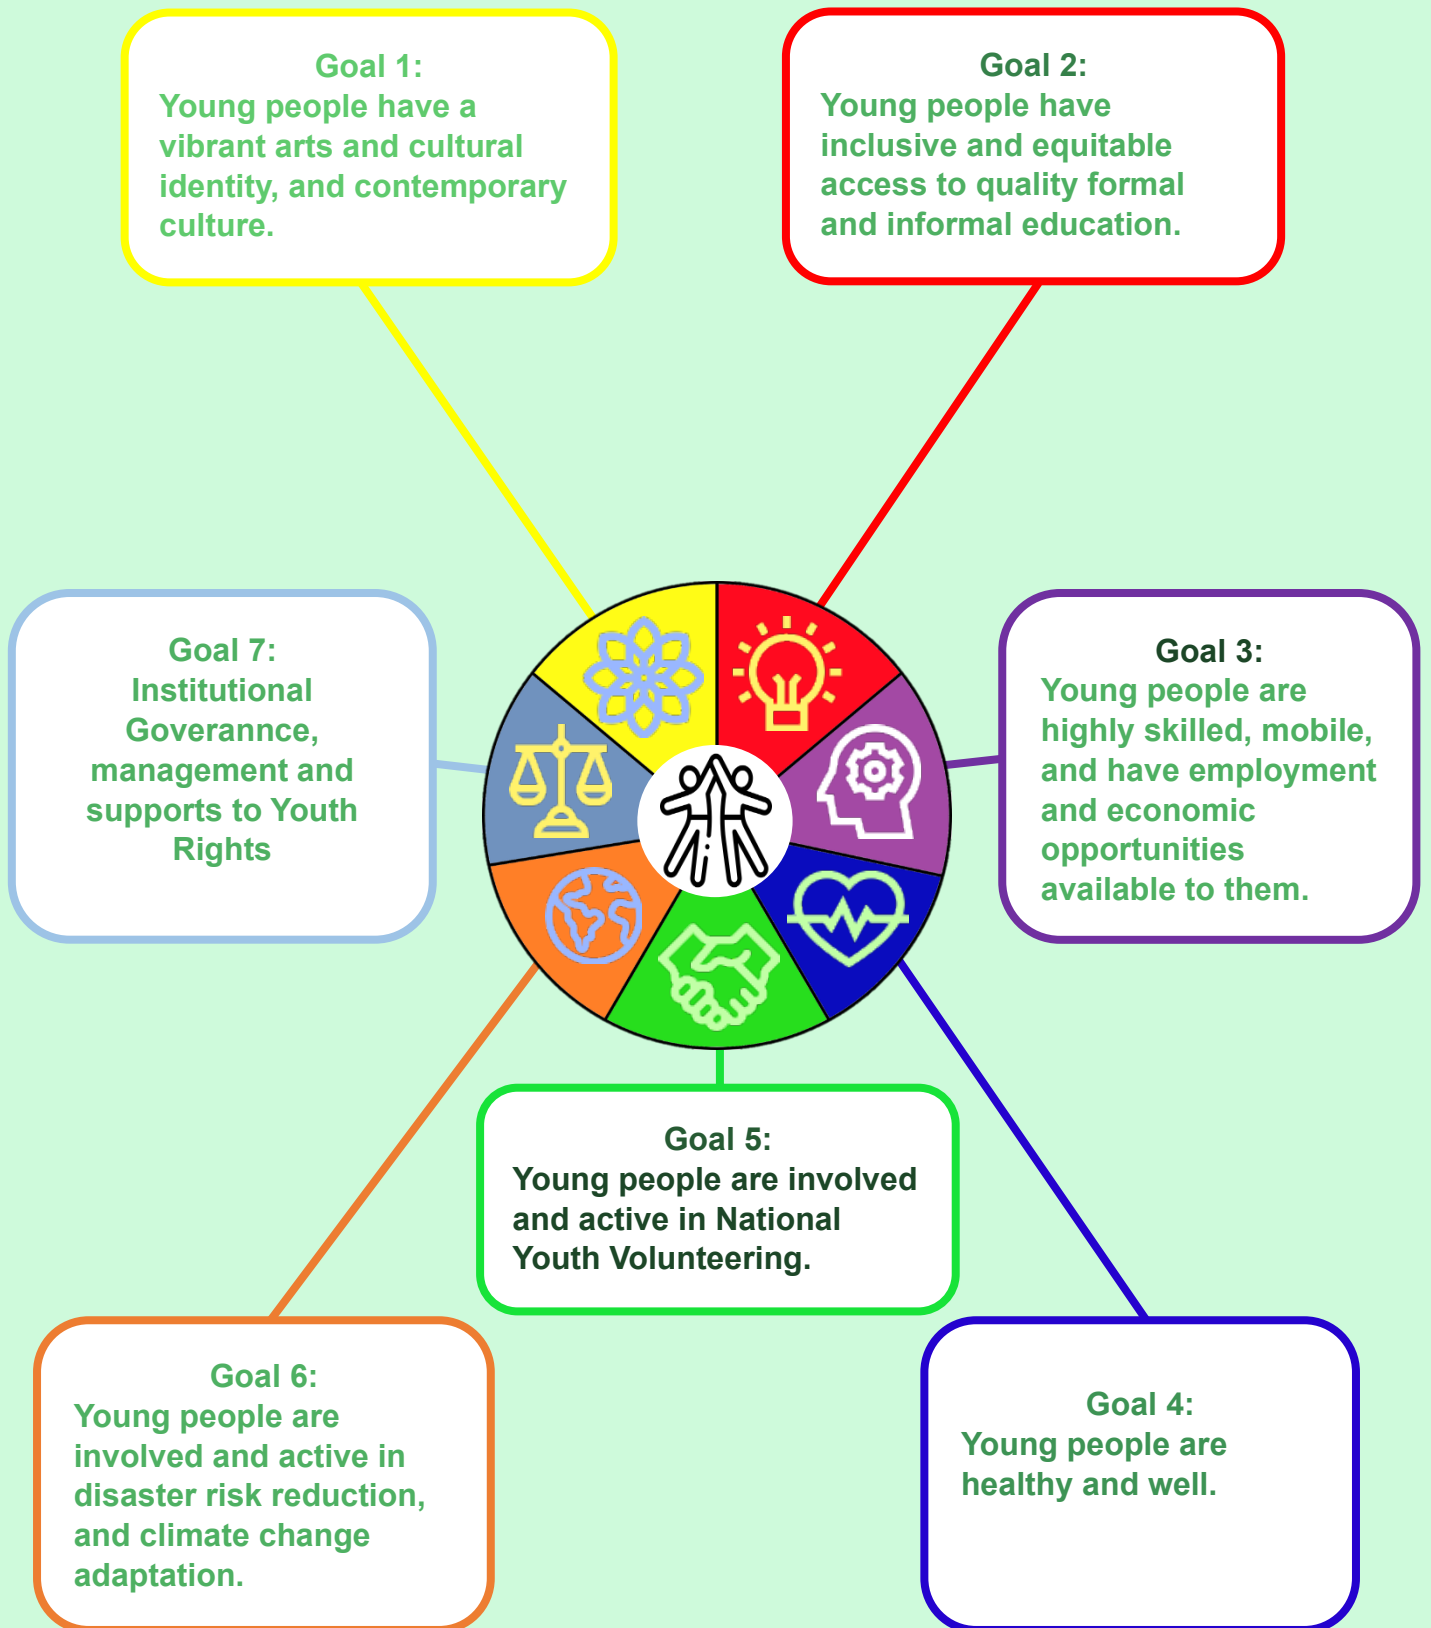 Goal 1:
Young people have a
vibrant arts and cultural
identity, and contemporary
culture.
Goal 2:
Young people have
inclusive and equitable
access to quality formal
and informal education.
Goal 7:
Institutional
Goverannce,
management and
supports to Youth
Rights
Goal 3:
Young people are
highly skilled, mobile,
and have employment
and economic
opportunities
available to them.
Goal 5:
Young people are involved
and active in National
Youth Volunteering.
Goal 6:
Young people are
involved and active in
disaster risk reduction,
and climate change
adaptation.
Goal 4:
Young people are
healthy and well.